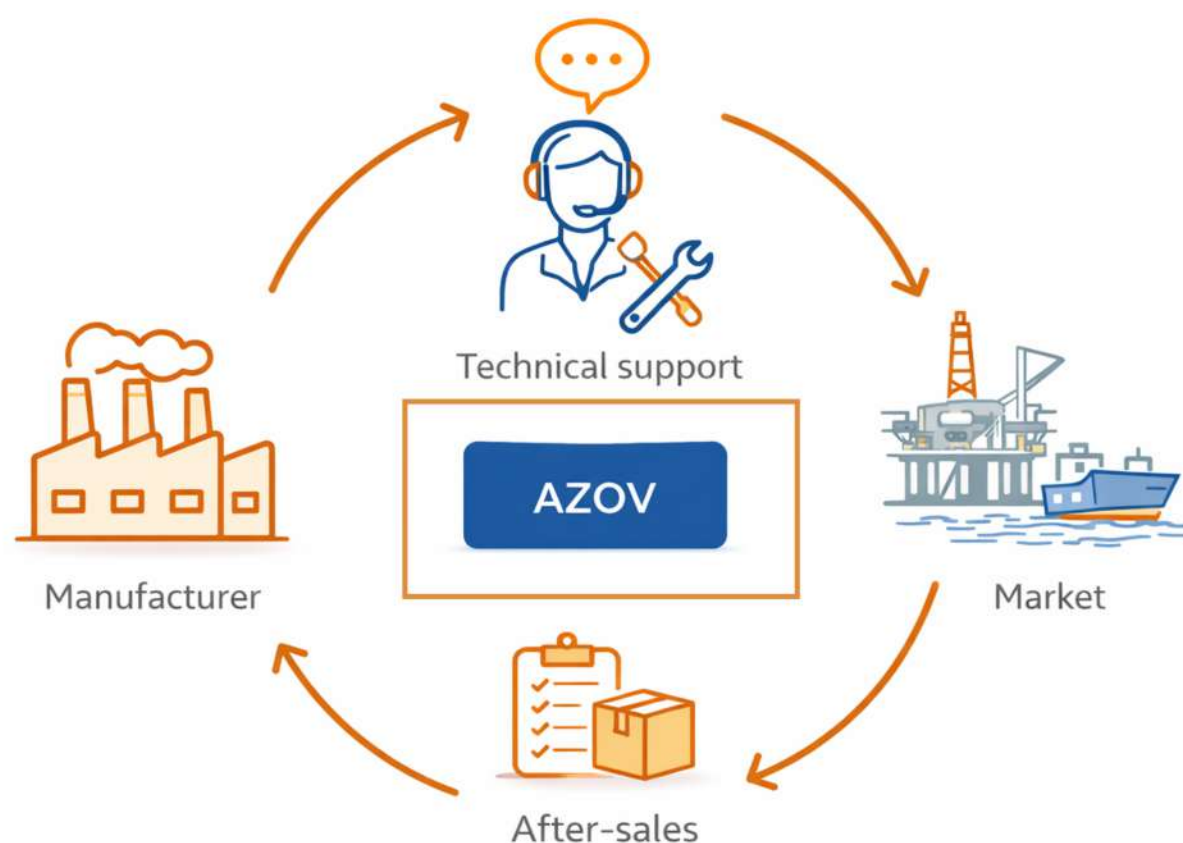 Technical support
AZOV
Manufacturer
Market
After-sales